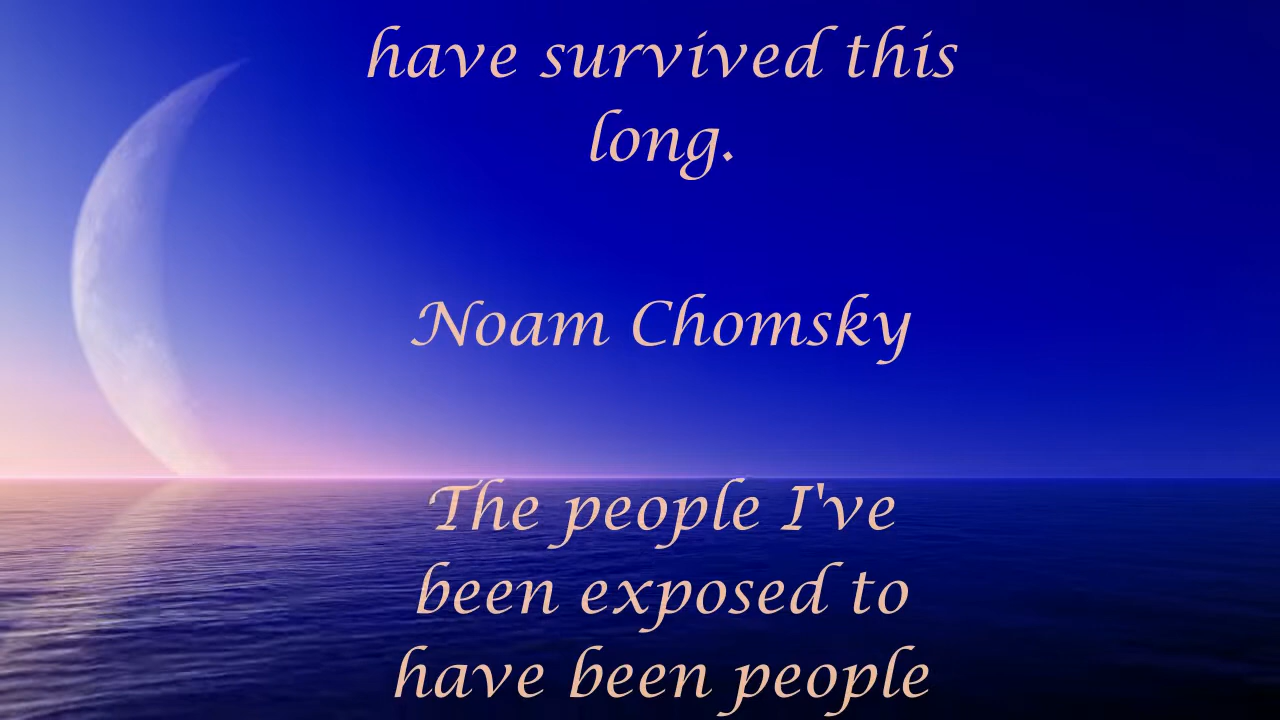 have survived this
long.
Noam Chomsky
The people I've
been exposed to
have been people